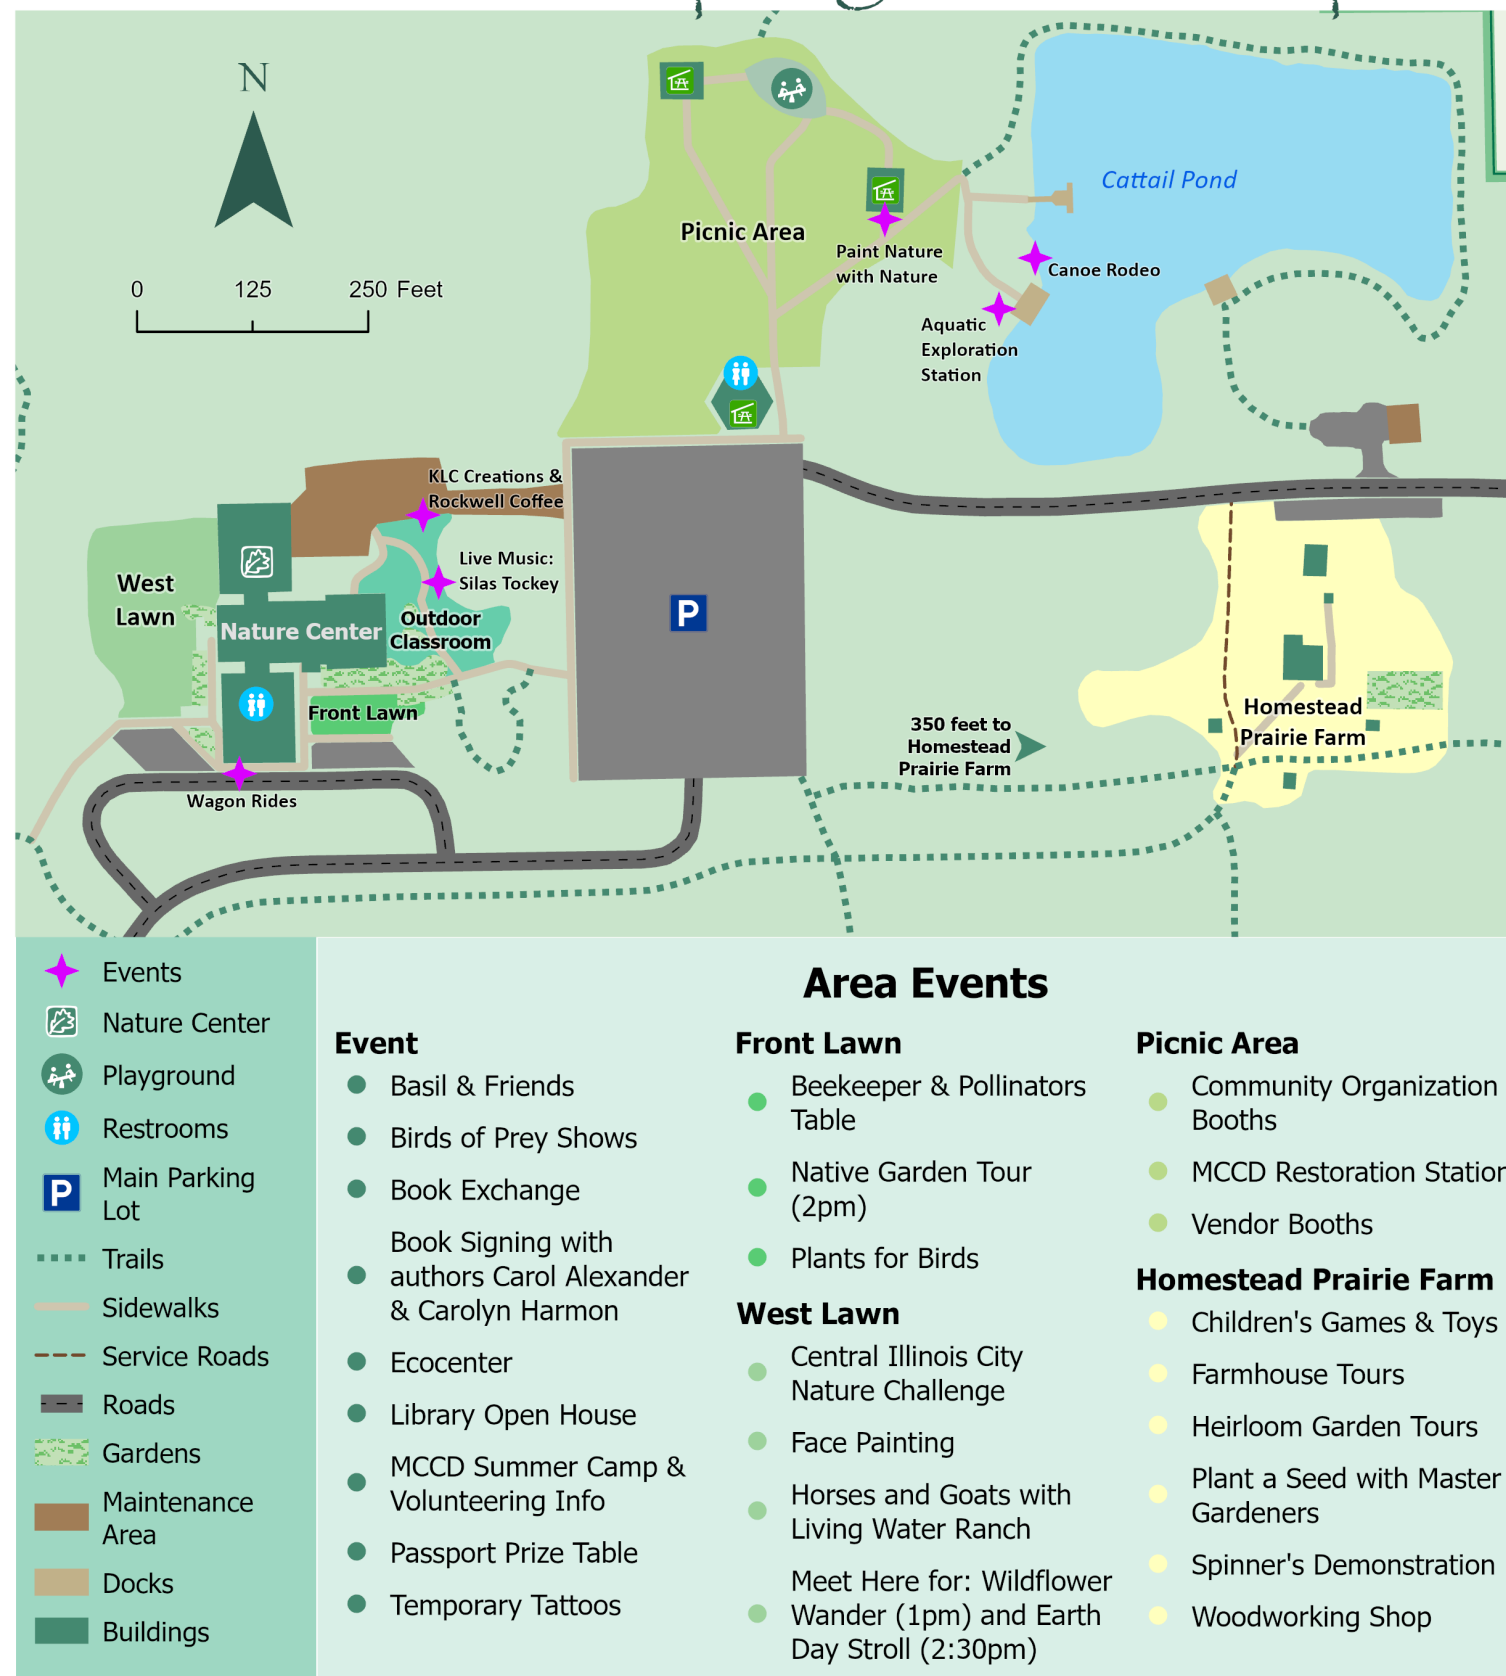 N
0 125 250 Feet
Cattail Pond
Picnic Area
Paint Nature
with Nature
Canoe Rodeo
Aquatic
Exploration
Station
KLC Creations &
Rockwell Coffee
Live Music:
Silas Tockey
West
Lawn
Nature Center
Outdoor
Classroom
Front Lawn
P
Wagon Rides
350 feet to
Homestead
Prairie Farm
Homestead
Prairie Farm
Events
Nature Center
Playground
Restrooms
P
Main Parking
Lot
Trails
Sidewalks
Service Roads
Roads
Gardens
Maintenance
Area
Docks
Buildings
Area Events
Event
Basil & Friends
Birds of Prey Shows
Book Exchange
Book Signing with
authors Carol Alexander
& Carolyn Harmon
Ecocenter
Library Open House
MCCD Summer Camp &
Volunteering Info
Passport Prize Table
Temporary Tattoos
Front Lawn
Beekeeper & Pollinators
Table
Native Garden Tour
(2pm)
Plants for Birds
West Lawn
Central Illinois City
Nature Challenge
Face Painting
Horses and Goats with
Living Water Ranch
Meet Here for: Wildflower
Wander (1pm) and Earth
Day Stroll (2:30pm)
Picnic Area
Community Organization
Booths
MCCD Restoration Station
Vendor Booths
Homestead Prairie Farm
Children's Games & Toys
Farmhouse Tours
Heirloom Garden Tours
Plant a Seed with Master
Gardeners
Spinner's Demonstration
Woodworking Shop